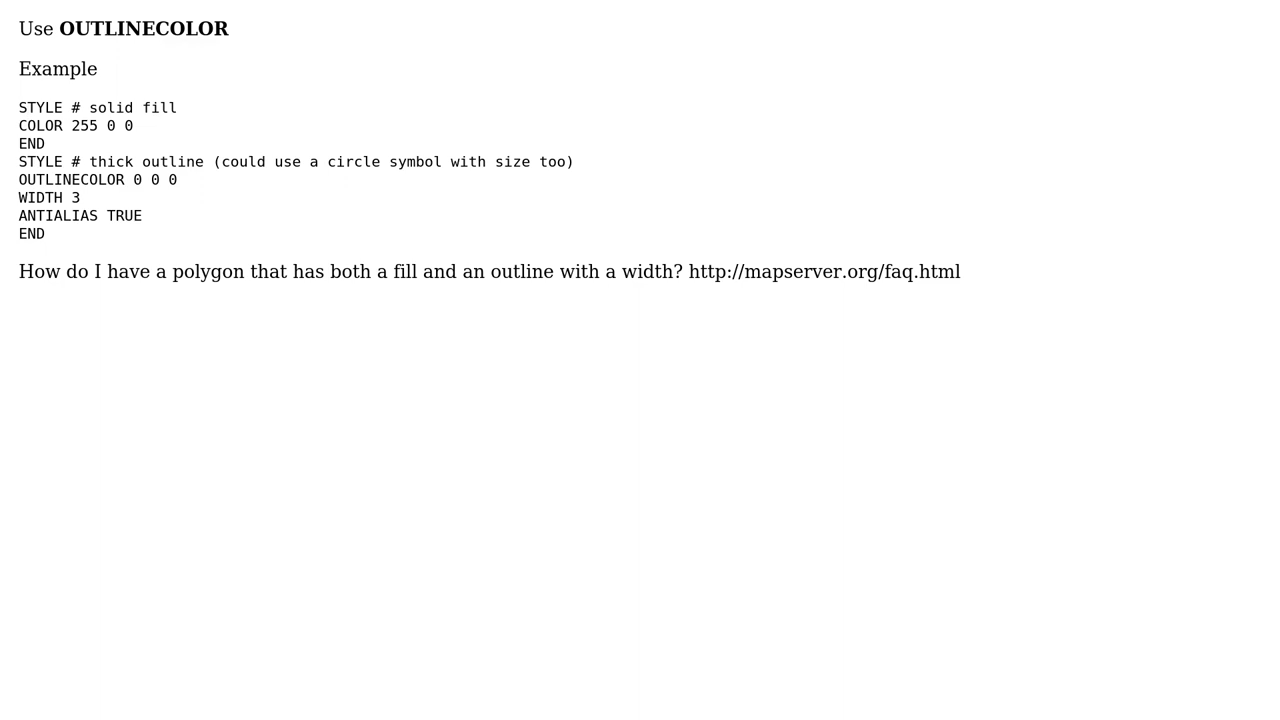 Use OUTLINECOLOR
Example
STYLE # solid fill
COLOR 255 0 0
END
STYLE # thick outline (could use a circle symbol with size too)
OUTLINECOLOR 0 0 0
WIDTH 3
ANTIALIAS TRUE
END
How do I have a polygon that has both a fill and an outline with a width? http://mapserver.org/faq.html